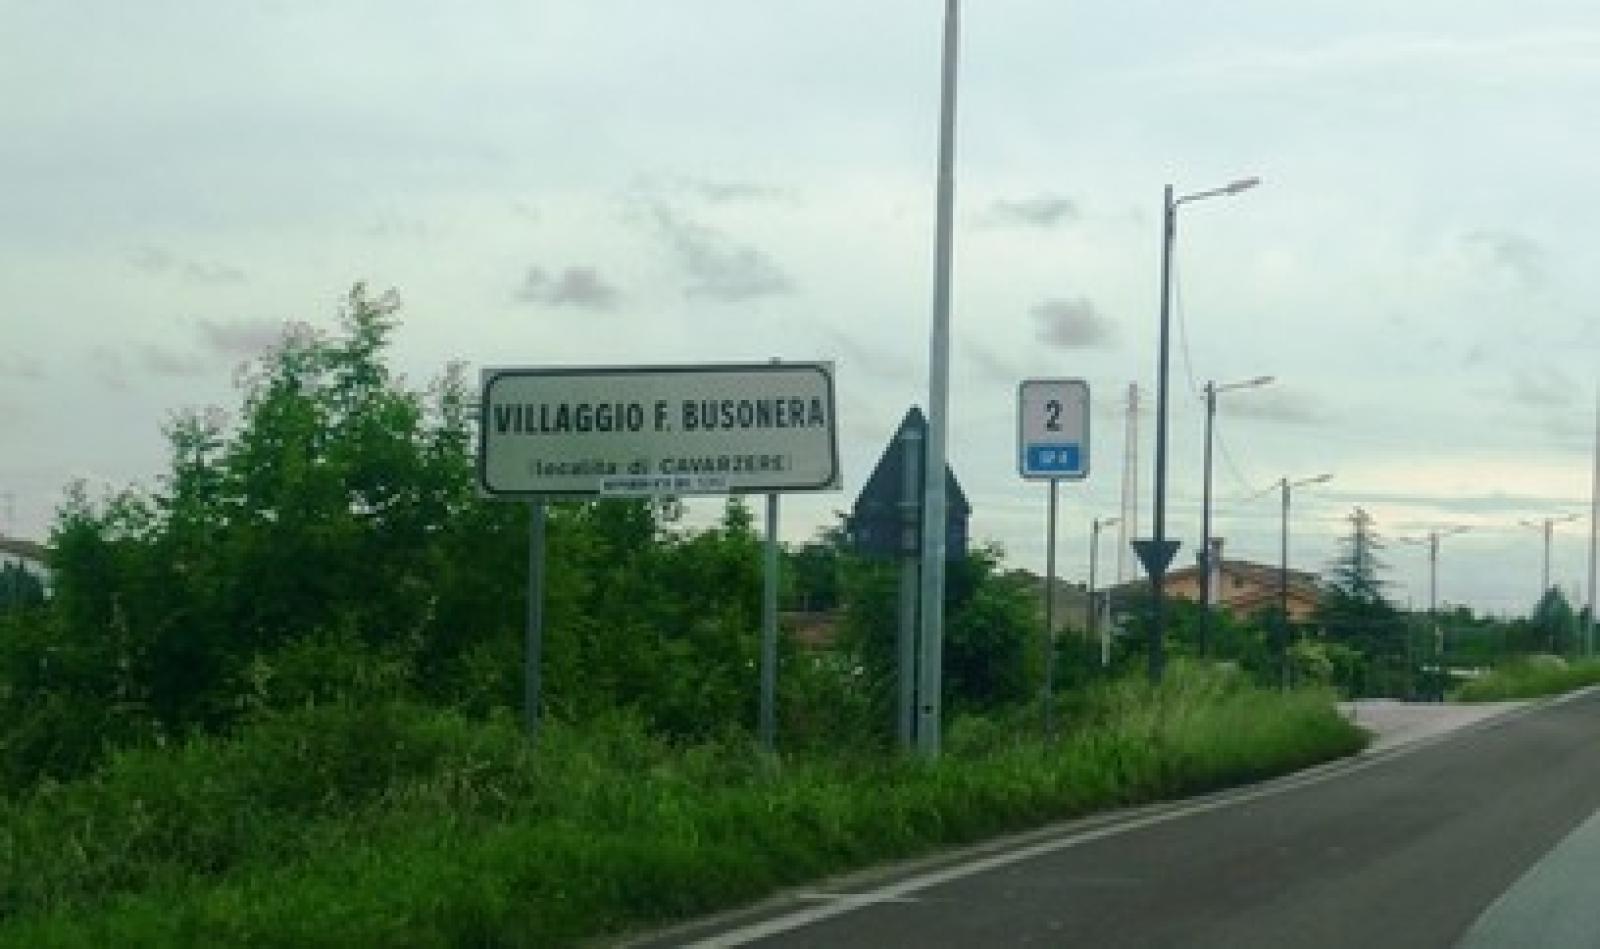 VILLAGGIO F. BUSONERA
(località di CAVARZERE)
2